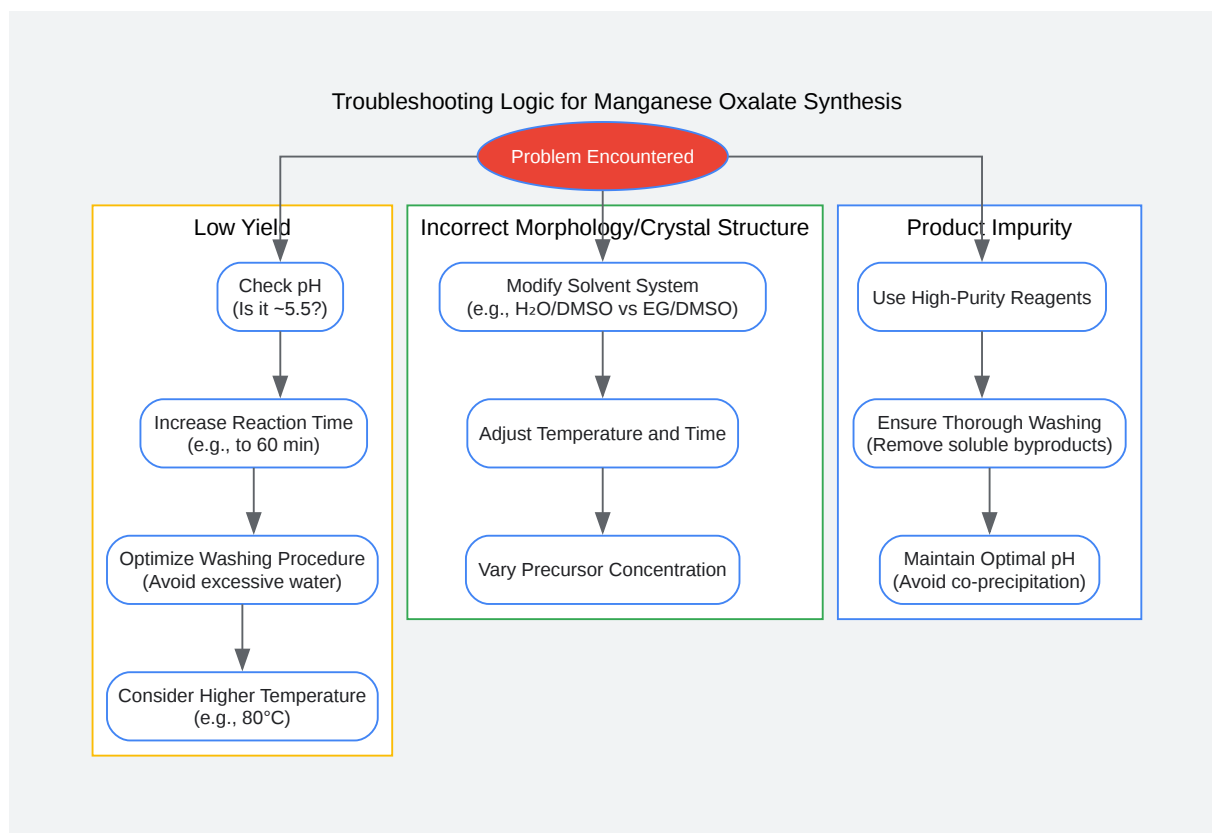 Troubleshooting Logic for Manganese Oxalate Synthesis
Problem Encountered
Low Yield
Check pH
(Is it ~5.5?)
Increase Reaction Time
(e.g., to 60 min)
Optimize Washing Procedure
(Avoid excessive water)
Consider Higher Temperature
(e.g., 80°C)
Incorrect Morphology/Crystal Structure
Modify Solvent System
(e.g., H₂O/DMSO vs EG/DMSO)
Adjust Temperature and Time
Vary Precursor Concentration
Product Impurity
Use High-Purity Reagents
Ensure Thorough Washing
(Remove soluble byproducts)
Maintain Optimal pH
(Avoid co-precipitation)